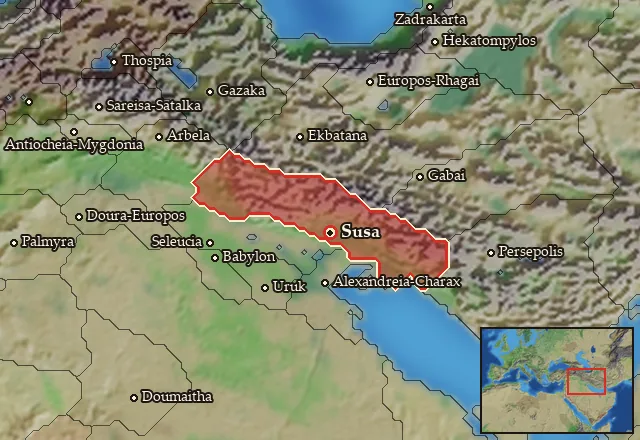 Zadrakarta
Hekatompylos
Thospia
Europos-Rhagai
Gazaka
Sareisa-Satalka
Arbela
Ekbatana
Antiocheia-Mygdonia
Gabai
Doura-Europos
Susa
Palmyra
Seleucia
Persepolis
Babylon
Uruk
Alexandreia-Charax
Doumaitha